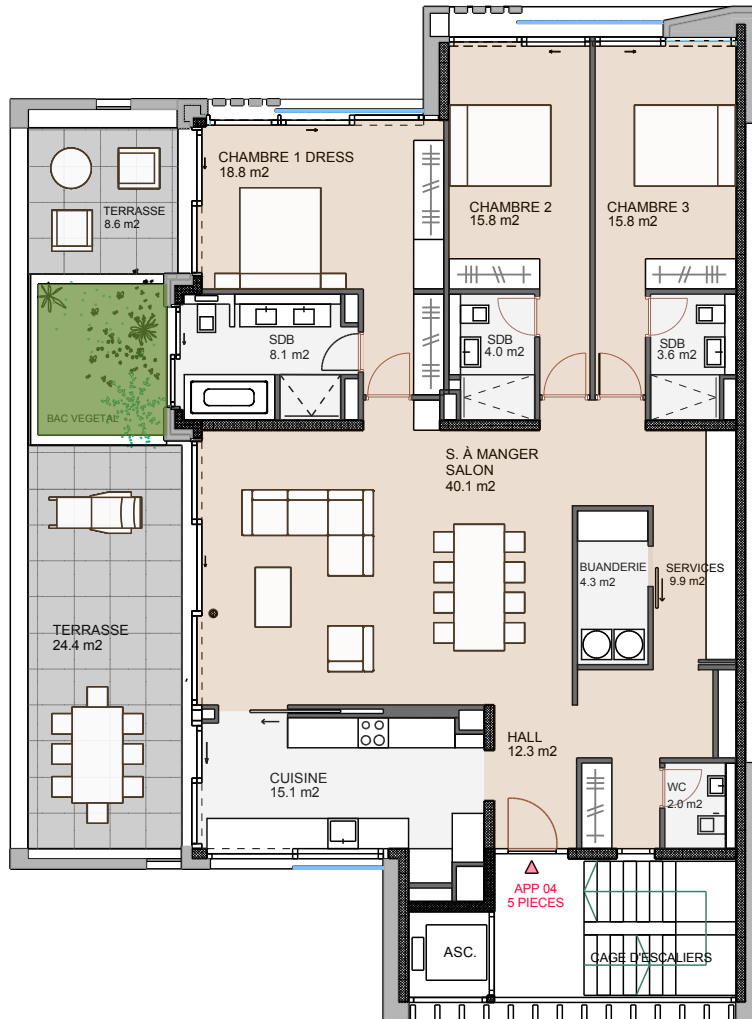 CHAMBRE 1 DRESS
18.8 m2
CHAMBRE 2
15.8 m2
CHAMBRE 3
15.8 m2
TERRASSE
8.6 m2
SDB
8.1 m2
SDB
4.0 m2
SDB
3.6 m2
BAC VEGETAL
S. À MANGER
SALON
40.1 m2
BUANDERIE
4.3 m2
SERVICES
9.9 m2
TERRASSE
24.4 m2
HALL
12.3 m2
CUISINE
15.1 m2
WC
2.0 m2
APP 04
5 PIECES
ASC.
CAGE D'ESCALIERS